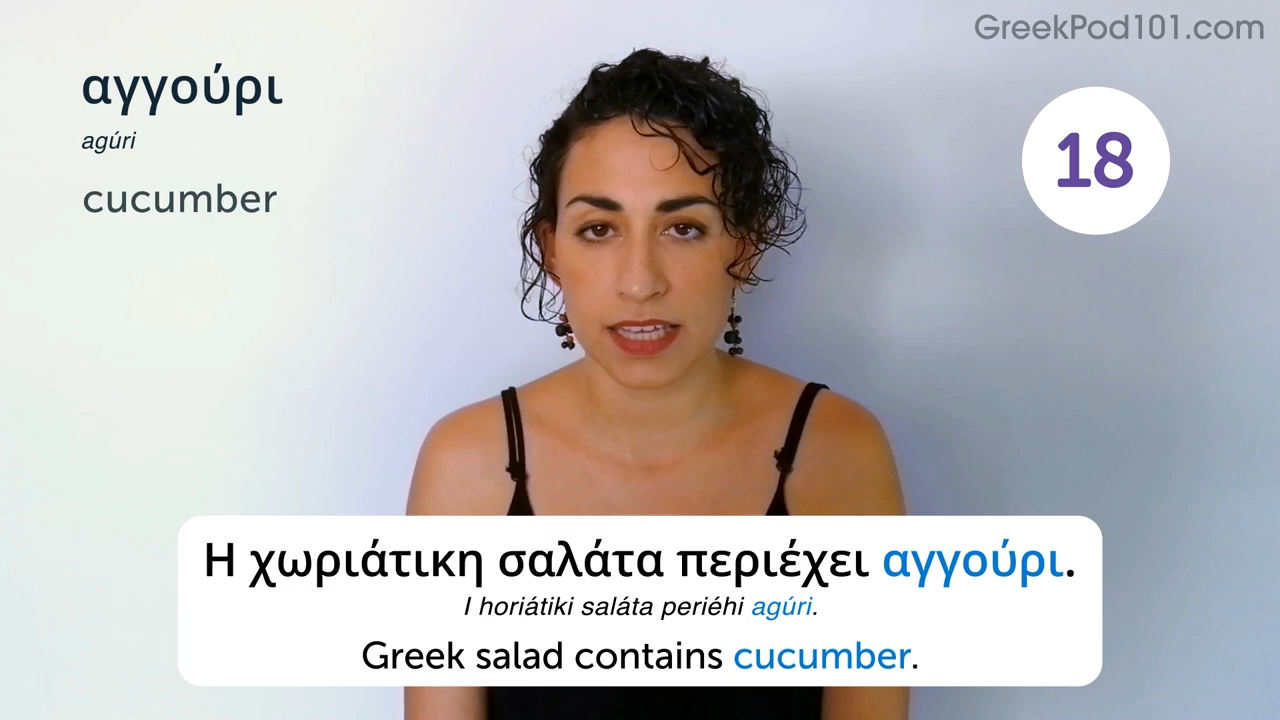 GreekPod101.com
αγγούρι
agúri
cucumber
18
Η χωριάτικη σαλάτα περιέχει αγγούρι.
I horiátiki saláta periéhi agúri.
Greek salad contains cucumber.